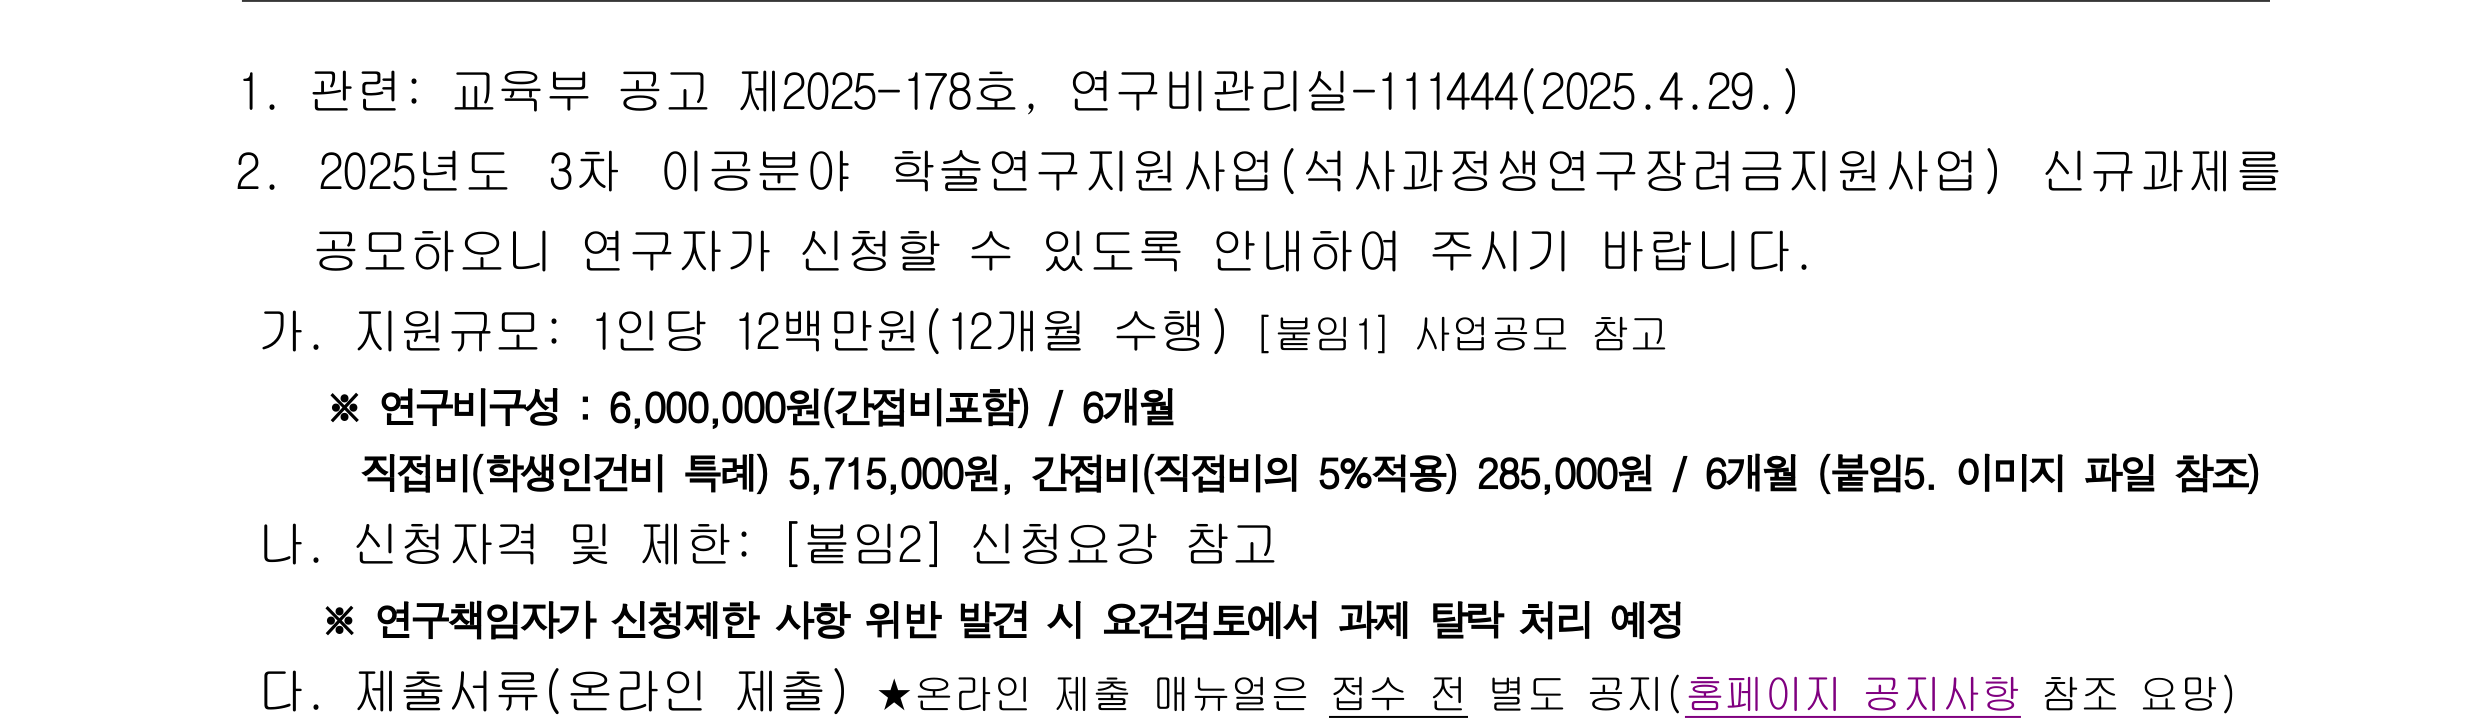 1. 관련: 교육부 공고 제2025-178호, 연구비관리실-111444(2025.4.29.)
2. 2025년도 3차 이공분야 학술연구지원사업(석사과정생연구장려금지원사업) 신규과제를
공모하오니 연구자가 신청할 수 있도록 안내하여 주시기 바랍니다.
가. 지원규모: 1인당 12백만원(12개월 수행) [붙임1] 사업공모 참고
※ 연구비구성 : 6,000,000원(간접비포함) / 6개월
직접비(학생인건비 특례) 5,715,000원, 간접비(직접비의 5%적용) 285,000원 / 6개월 (붙임5. 이미지 파일 참조)
나. 신청자격 및 제한: [붙임2] 신청요강 참고
※ 연구책임자가 신청제한 사항 위반 발견 시 요건검토에서 과제 탈락 처리 예정
다. 제출서류(온라인 제출) ★온라인 제출 매뉴얼은 접수 전 별도 공지(홈페이지 공지사항 참조 요망)